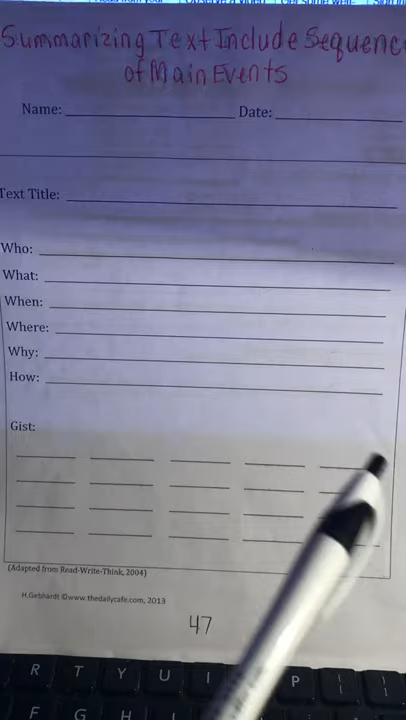 Summarizing Text Include Sequenc
of Main Events
Name: Date:
Text Title:
Who:
What:
When:
Where:
Why:
How:
Gist:
(Adapted from Read-Write-Think, 2004)
H.Gebhardt ©www.thedailycafe.com, 2013
47
R T Y U I P
F G H